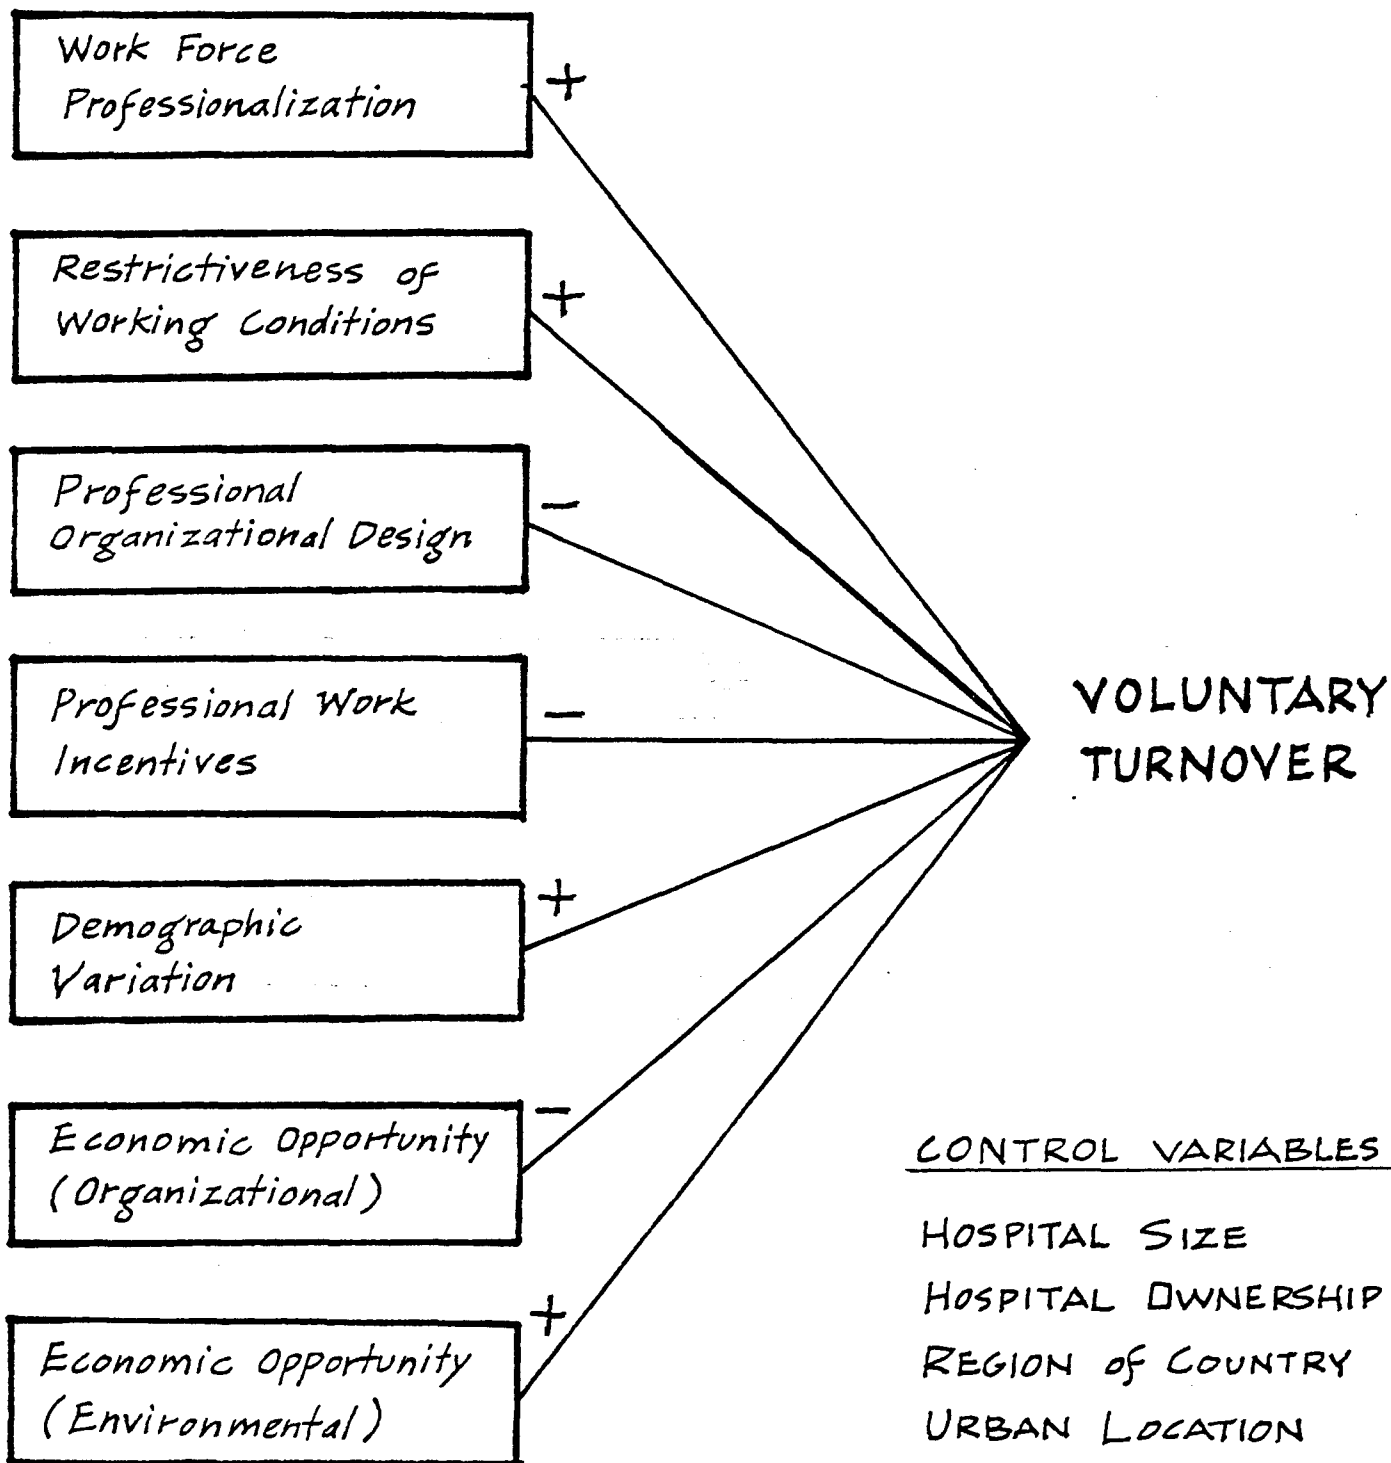 Work Force
Professionalization
+
Restrictiveness of
Working Conditions
+
Professional
Organizational Design
−
Professional Work
Incentives
−
VOLUNTARY
TURNOVER
Demographic
Variation
+
Economic Opportunity
(Organizational)
−
Economic Opportunity
(Environmental)
+
CONTROL VARIABLES
HOSPITAL SIZE
HOSPITAL OWNERSHIP
REGION of COUNTRY
URBAN LOCATION